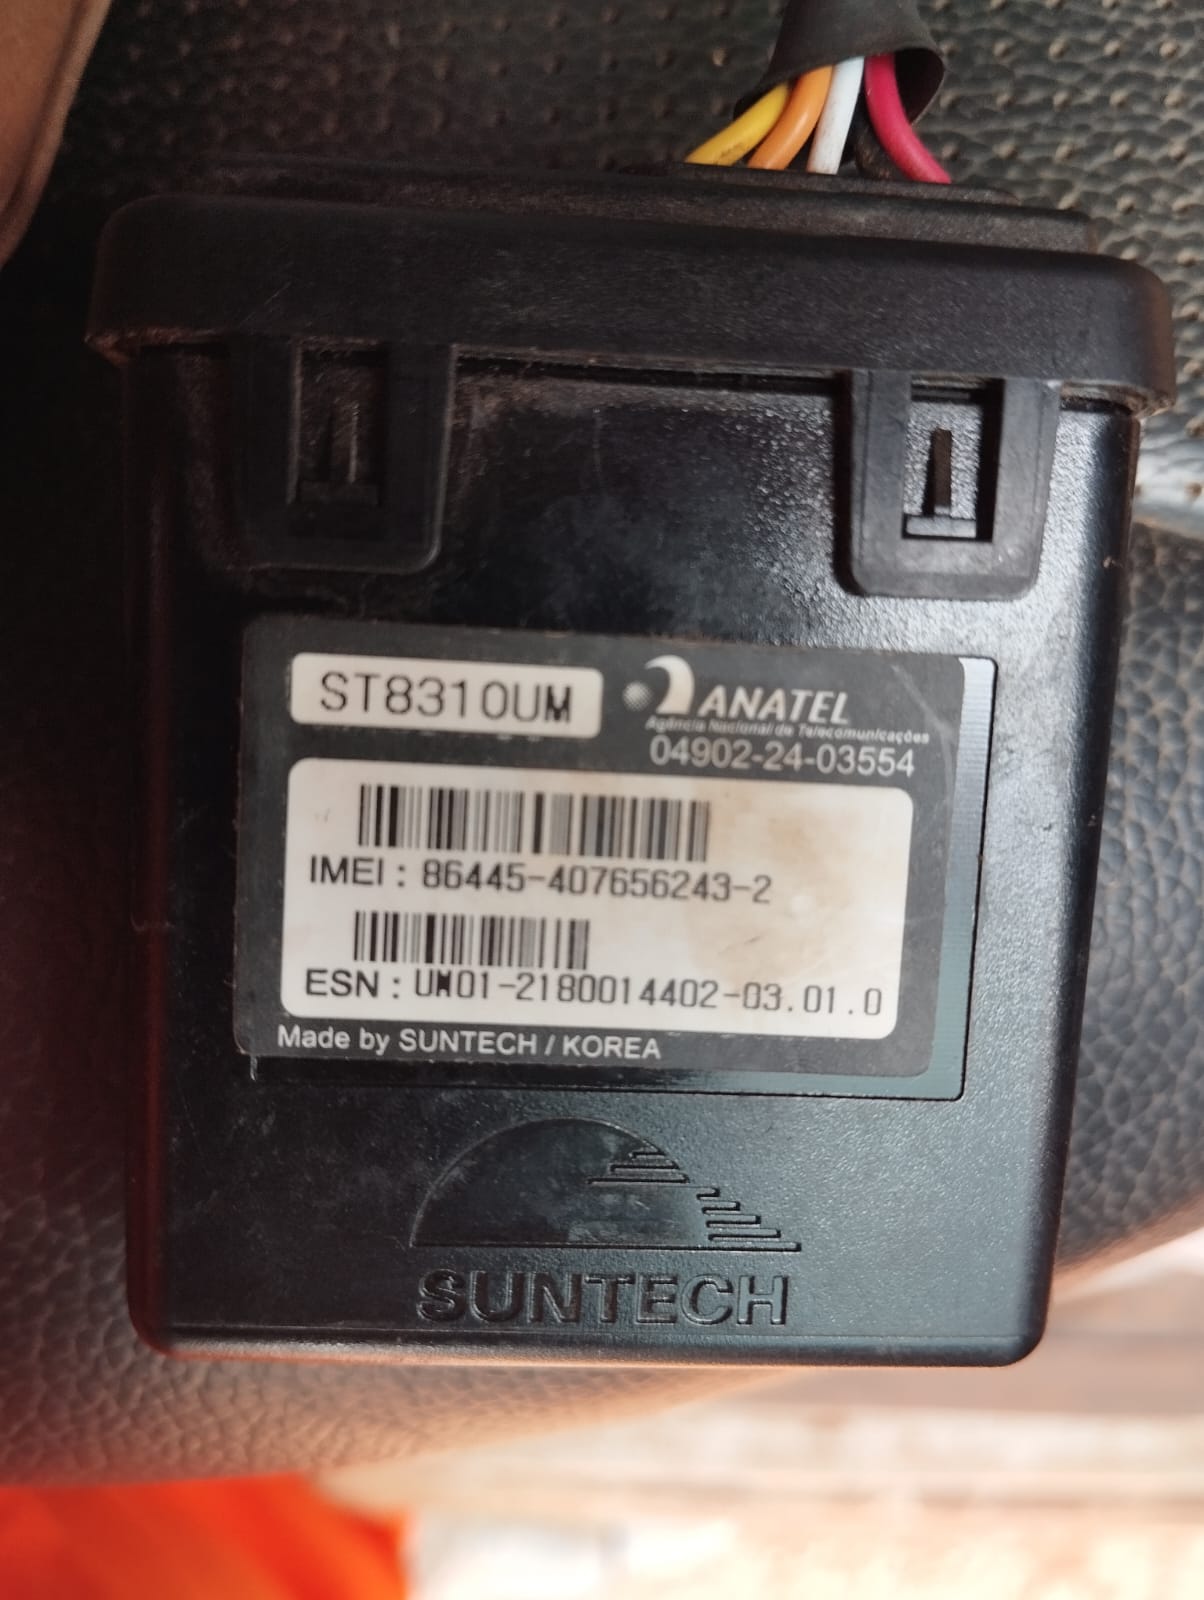 ST8310UM
ANATEL
Agência Nacional de Telecomunicações
04902-24-03554
IMEI : 86445-407656243-2
ESN : UM01-2180014402-03.01.0
Made by SUNTECH / KOREA
SUNTECH